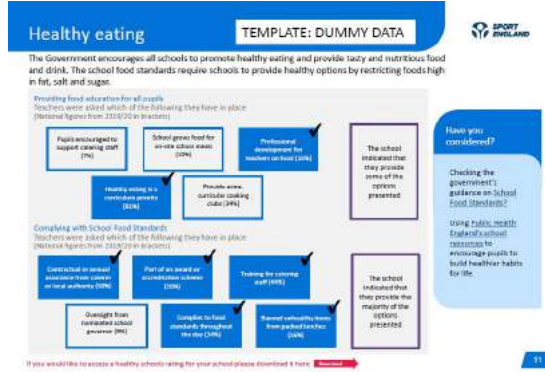 Healthy eating
TEMPLATE: DUMMY DATA
SPORT
ENGLAND
The Government encourages all schools to promote healthy eating and provide tasty and nutritious food
and drink. The school food standards require schools to provide healthy options by restricting foods high
in fat, salt and sugar.
Providing food education for all pupils
Teachers were asked which of the following they have in place
(National figures from 2019/20 in brackets)
Pupils encouraged to
support catering staff
(7%)
School grows food for
on-site school meals
(10%)
Professional
development for
teachers on food (16%)
Healthy eating is a
curriculum priority
(81%)
Provide extra-
curricular cooking
clubs (34%)
The school
indicated that
they provide
some of the
options
presented
Complying with School Food Standards
Teachers were asked which of the following they have in place
(National figures from 2019/20 in brackets)
Contractual or annual
assurance from caterer
or local authority (50%)
Part of an award or
accreditation scheme
(26%)
Training for catering
staff (44%)
Oversight from
nominated school
governor (9%)
Complies to food
standards throughout
the day (34%)
Banned unhealthy items
from packed lunches
The school
indicated that
they provide the
majority of the
options
presented
Have you
considered?
Checking the
government's
guidance on School
Food Standards?
Using Public Health
England's school
resources to
encourage pupils to
build healthier habits
for life.
If you would like to access a healthy schools rating for your school please download it here
Download
11